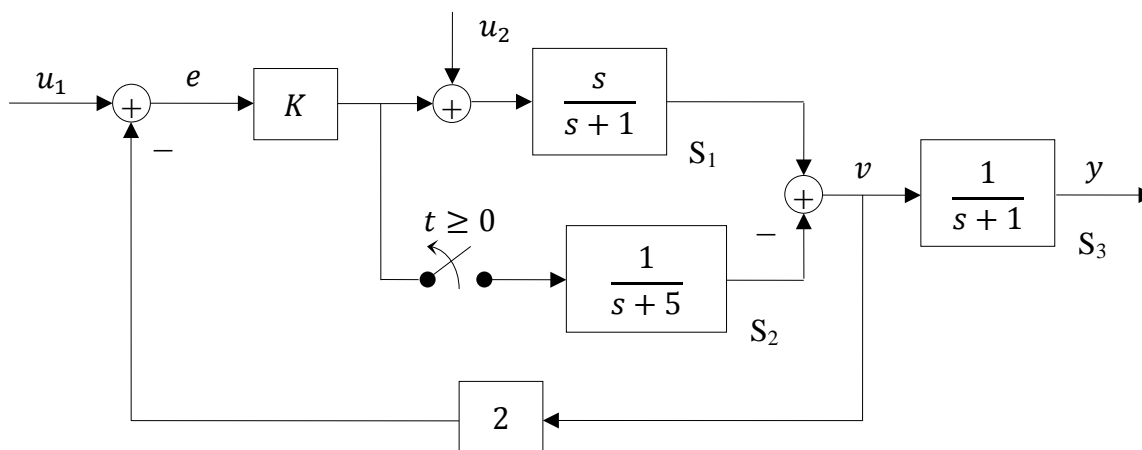 u₂
u₁
e
K
+
+
s
s + 1
S₁
−
t ≥ 0
+
−
v
1
s + 1
y
S₃
1
s + 5
S₂
2